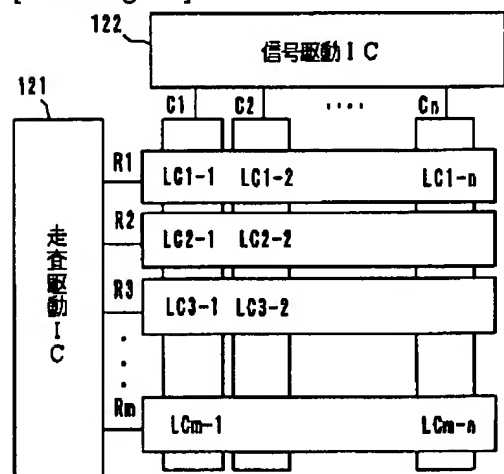 122
信号駆動IC
121
C1 C2 ···· Cn
R1 LC1-1 LC1-2 LC1-n
R2 LC2-1 LC2-2
走査駆動IC
R3 LC3-1 LC3-2
Rm LCm-1 LCm-n